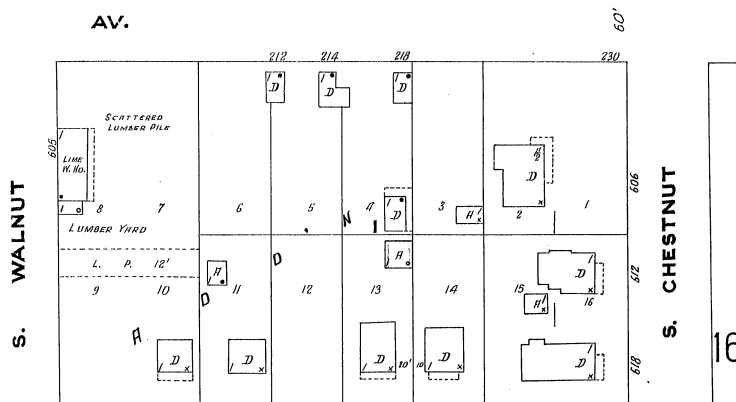 AV.
60'
212 214 218 230
D D D
SCATTERED
LUMBER PILE
605
LIME
W. HO.
S. WALNUT
S. CHESTNUT
606
D
8 7 6 5 4 3 2 1
N
D
A
LUMBER YARD
L. P. 12'
D
A
A
D
612
9 10 11 12 13 14 15 16
D
A
A
D
D
D
10' 10
D
D
618
16